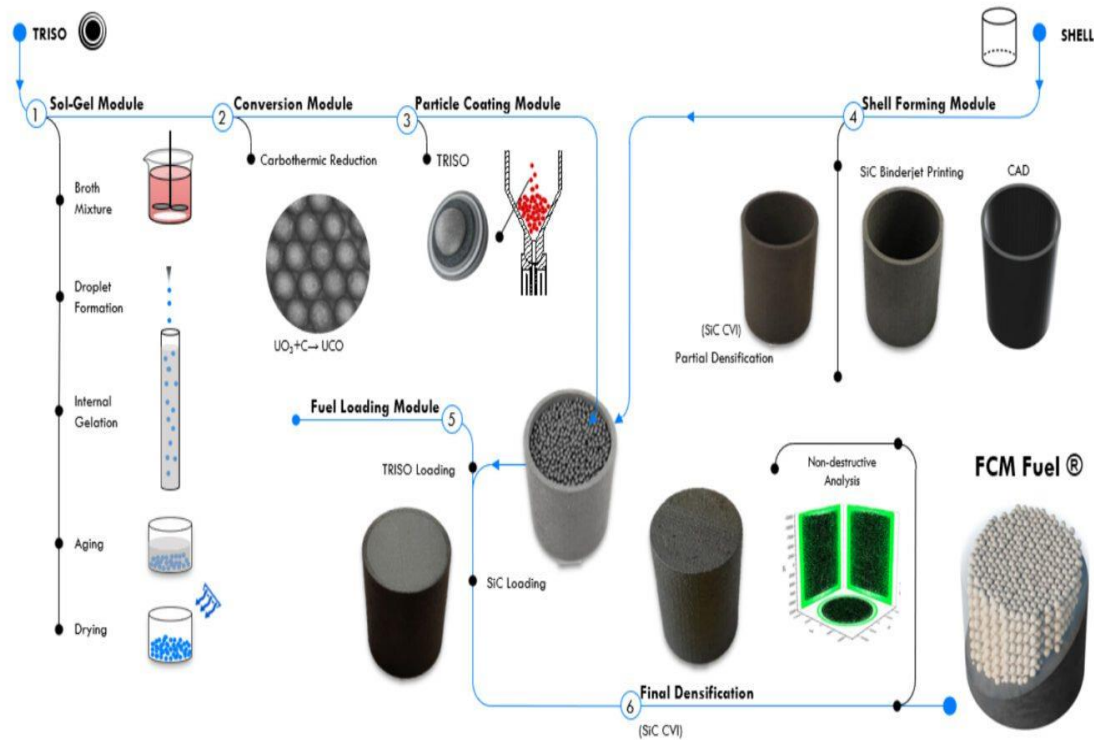 TRISO
SHELL
1
Sol-Gel Module
2
Conversion Module
3
Particle Coating Module
4
Shell Forming Module
Broth
Mixture
Droplet
Formation
Internal
Gelation
Aging
Drying
Carbothermic Reduction
UO₃+C→ UCO
TRISO
SiC Binderjet Printing
CAD
(SiC CVI)
Partial Densification
Fuel Loading Module
5
TRISO Loading
SiC Loading
Non-destructive
Analysis
FCM Fuel ®
6
Final Densification
(SiC CVI)